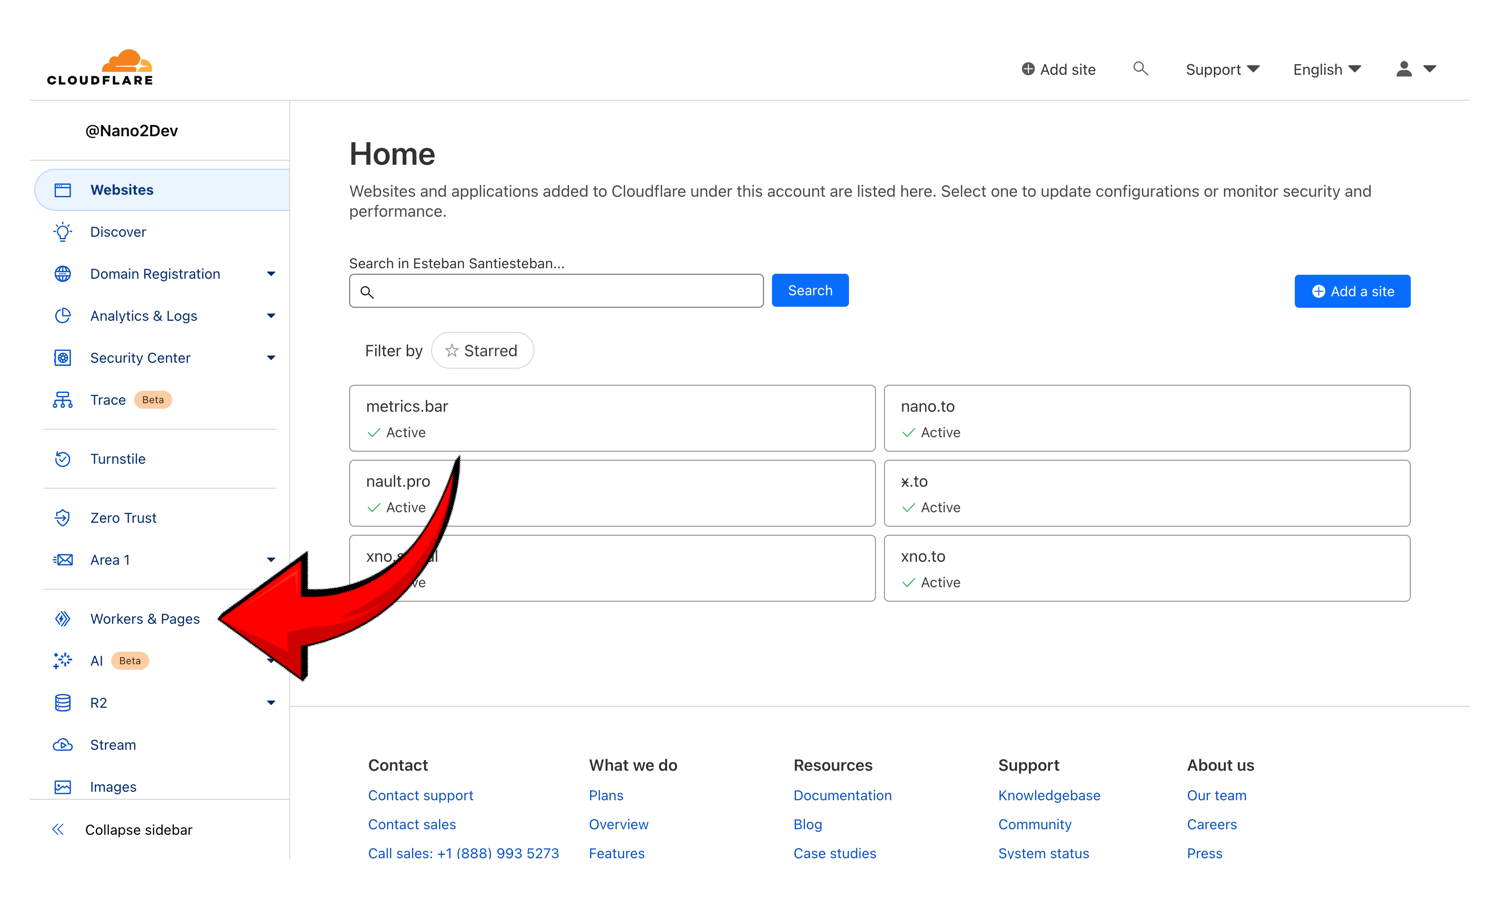 CLOUDFLARE
Add site
Support
English
@Nano2Dev
Websites
Discover
Domain Registration
Analytics & Logs
Security Center
Trace Beta
Turnstile
Zero Trust
Area 1
Workers & Pages
AI Beta
R2
Stream
Images
Collapse sidebar
Home
Websites and applications added to Cloudflare under this account are listed here. Select one to update configurations or monitor security and
performance.
Search in Esteban Santiesteban...
Search
Add a site
Filter by Starred
metrics.bar
Active
nano.to
Active
nault.pro
Active
ӿ.to
Active
xno.
xno.to
Active
Contact
Contact support
Contact sales
Call sales: +1 (888) 993 5273
What we do
Plans
Overview
Features
Resources
Documentation
Blog
Case studies
Support
Knowledgebase
Community
System status
About us
Our team
Careers
Press